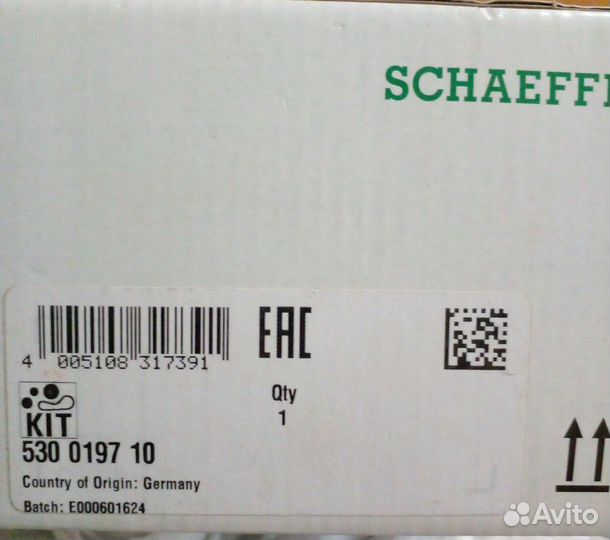 SCHAEFFL
4 005108 317391
EAC
Qty
1
KIT
530 0197 10
Country of Origin: Germany
Batch: E000601624
Avito